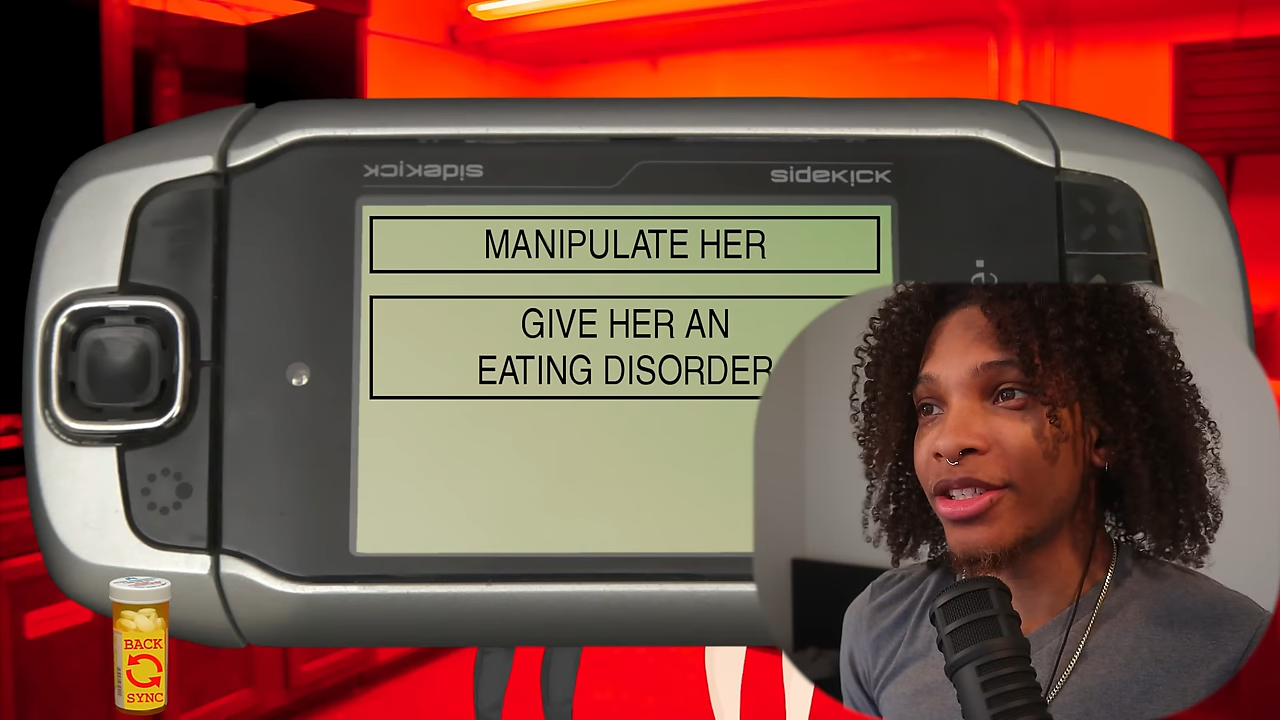 sidekick
sidekick
MANIPULATE HER
GIVE HER AN
EATING DISORDER
BACK
SYNC